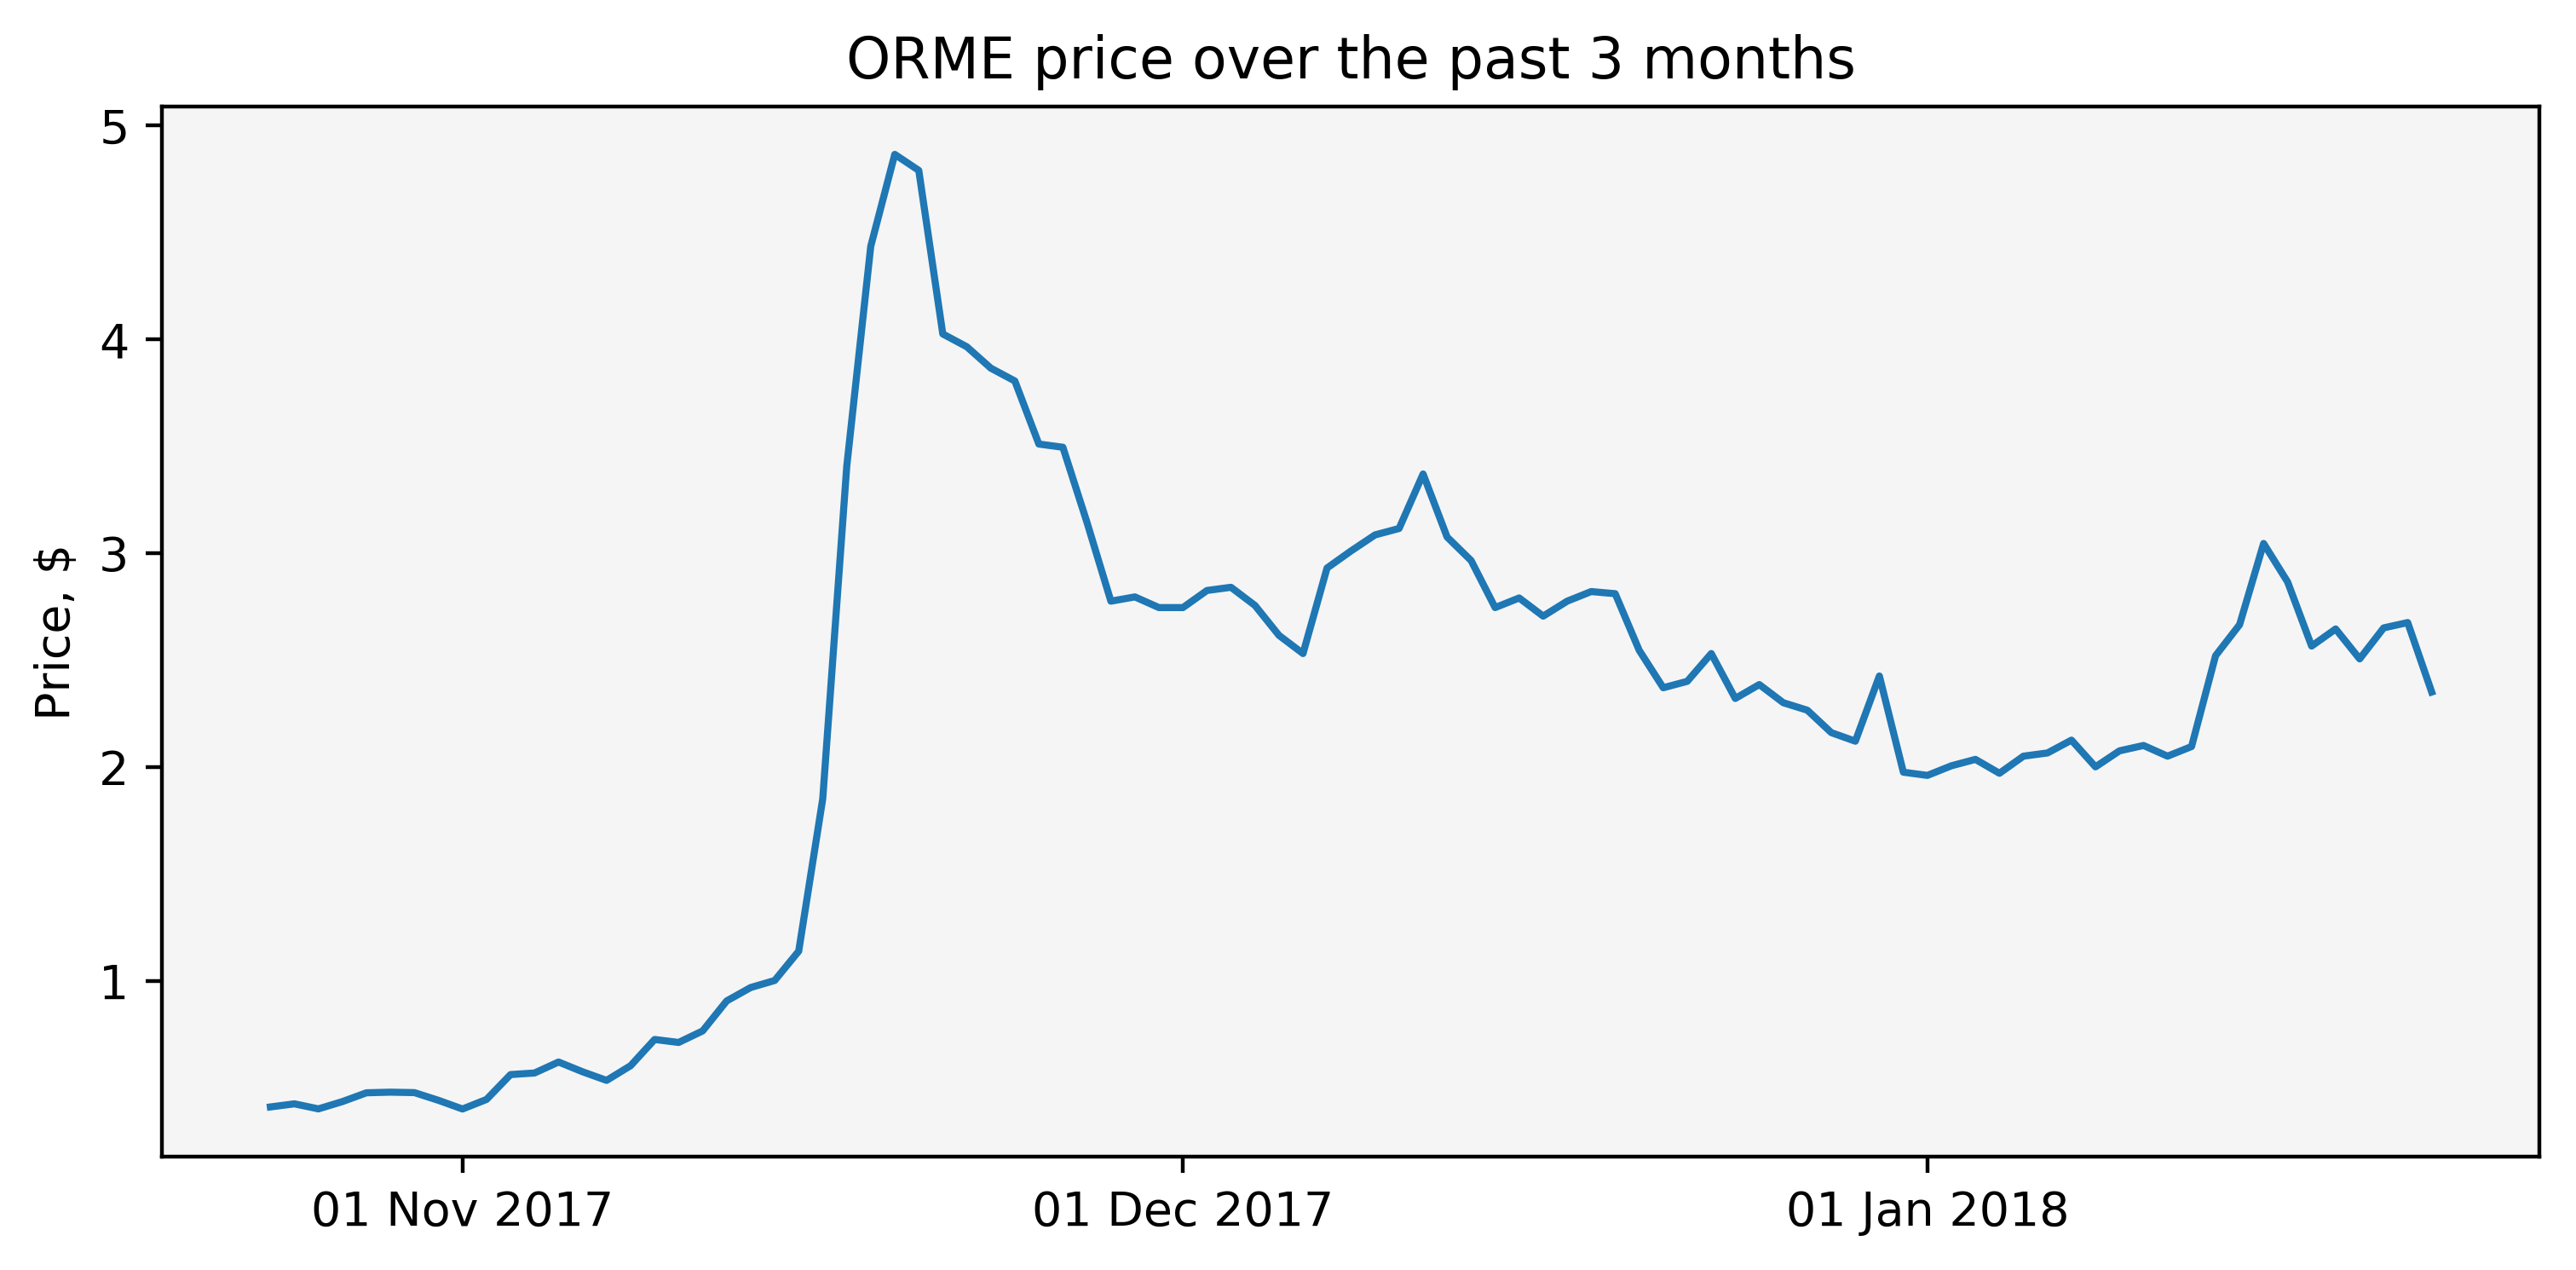 ORME price over the past 3 months
Price, $
5
4
3
2
1
01 Nov 2017
01 Dec 2017
01 Jan 2018